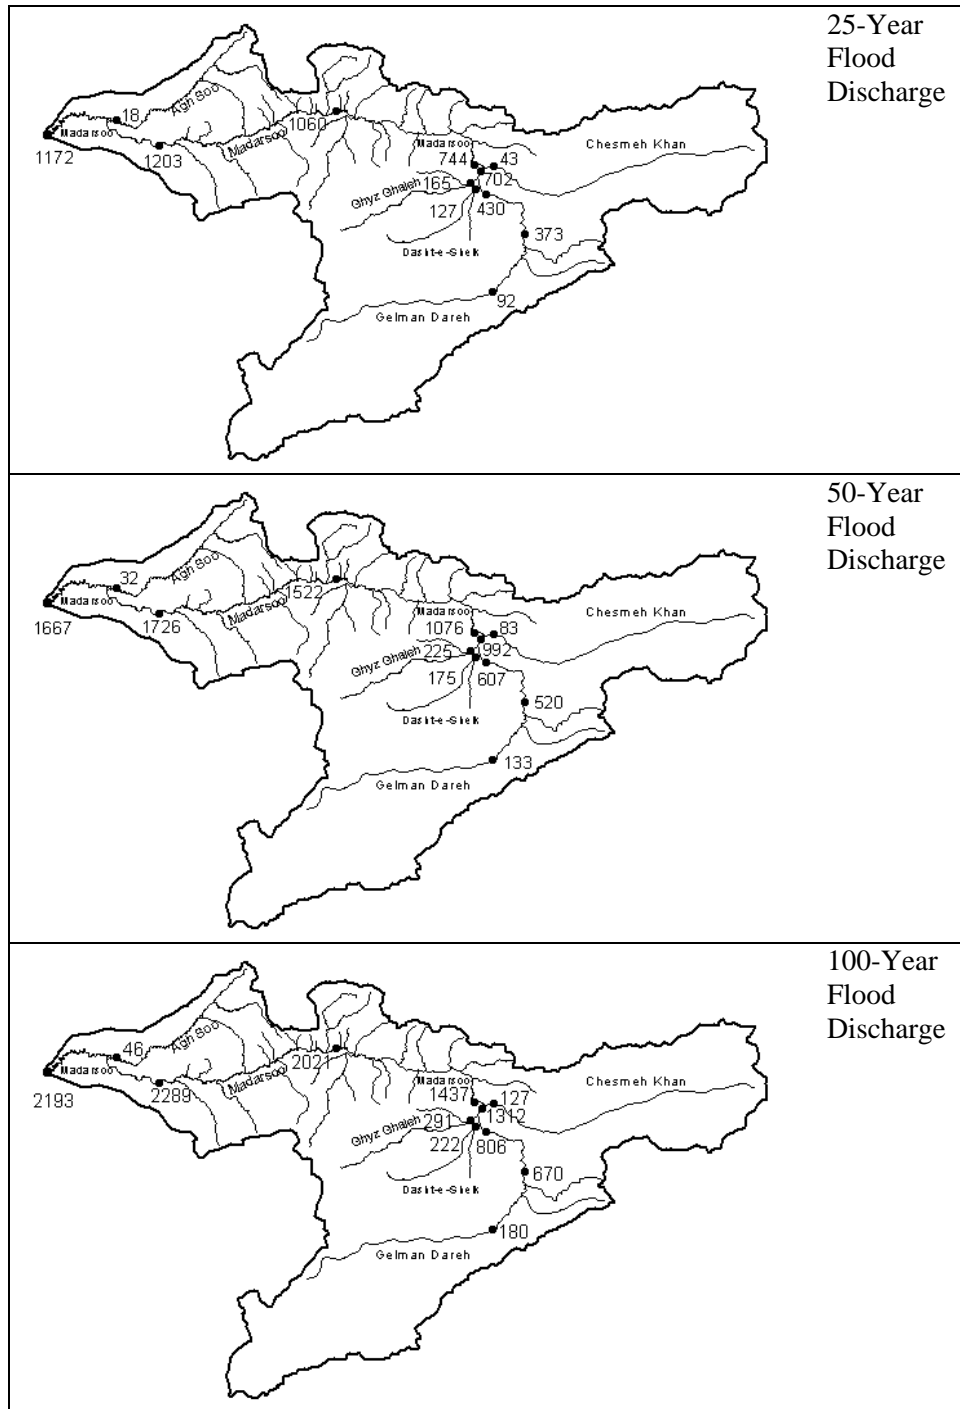 25-Year
Flood
Discharge
Agh Soo
18
Madarsoo
1172
1203
Madarsoo
1060
Madarsoo
Chesmeh Khan
744
43
702
165
Ghyz Ghaleh
127
430
373
Dasht-e-Sheik
92
Gelman Dareh
50-Year
Flood
Discharge
Agh Soo
32
Madarsoo
1667
1726
Madarsoo
1522
Madarsoo
Chesmeh Khan
1076
83
992
225
Ghyz Ghaleh
175
607
520
Dasht-e-Sheik
133
Gelman Dareh
100-Year
Flood
Discharge
Agh Soo
46
Madarsoo
2193
2289
Madarsoo
2021
Madarsoo
Chesmeh Khan
1437
127
1312
291
Ghyz Ghaleh
222
806
670
Dasht-e-Sheik
180
Gelman Dareh